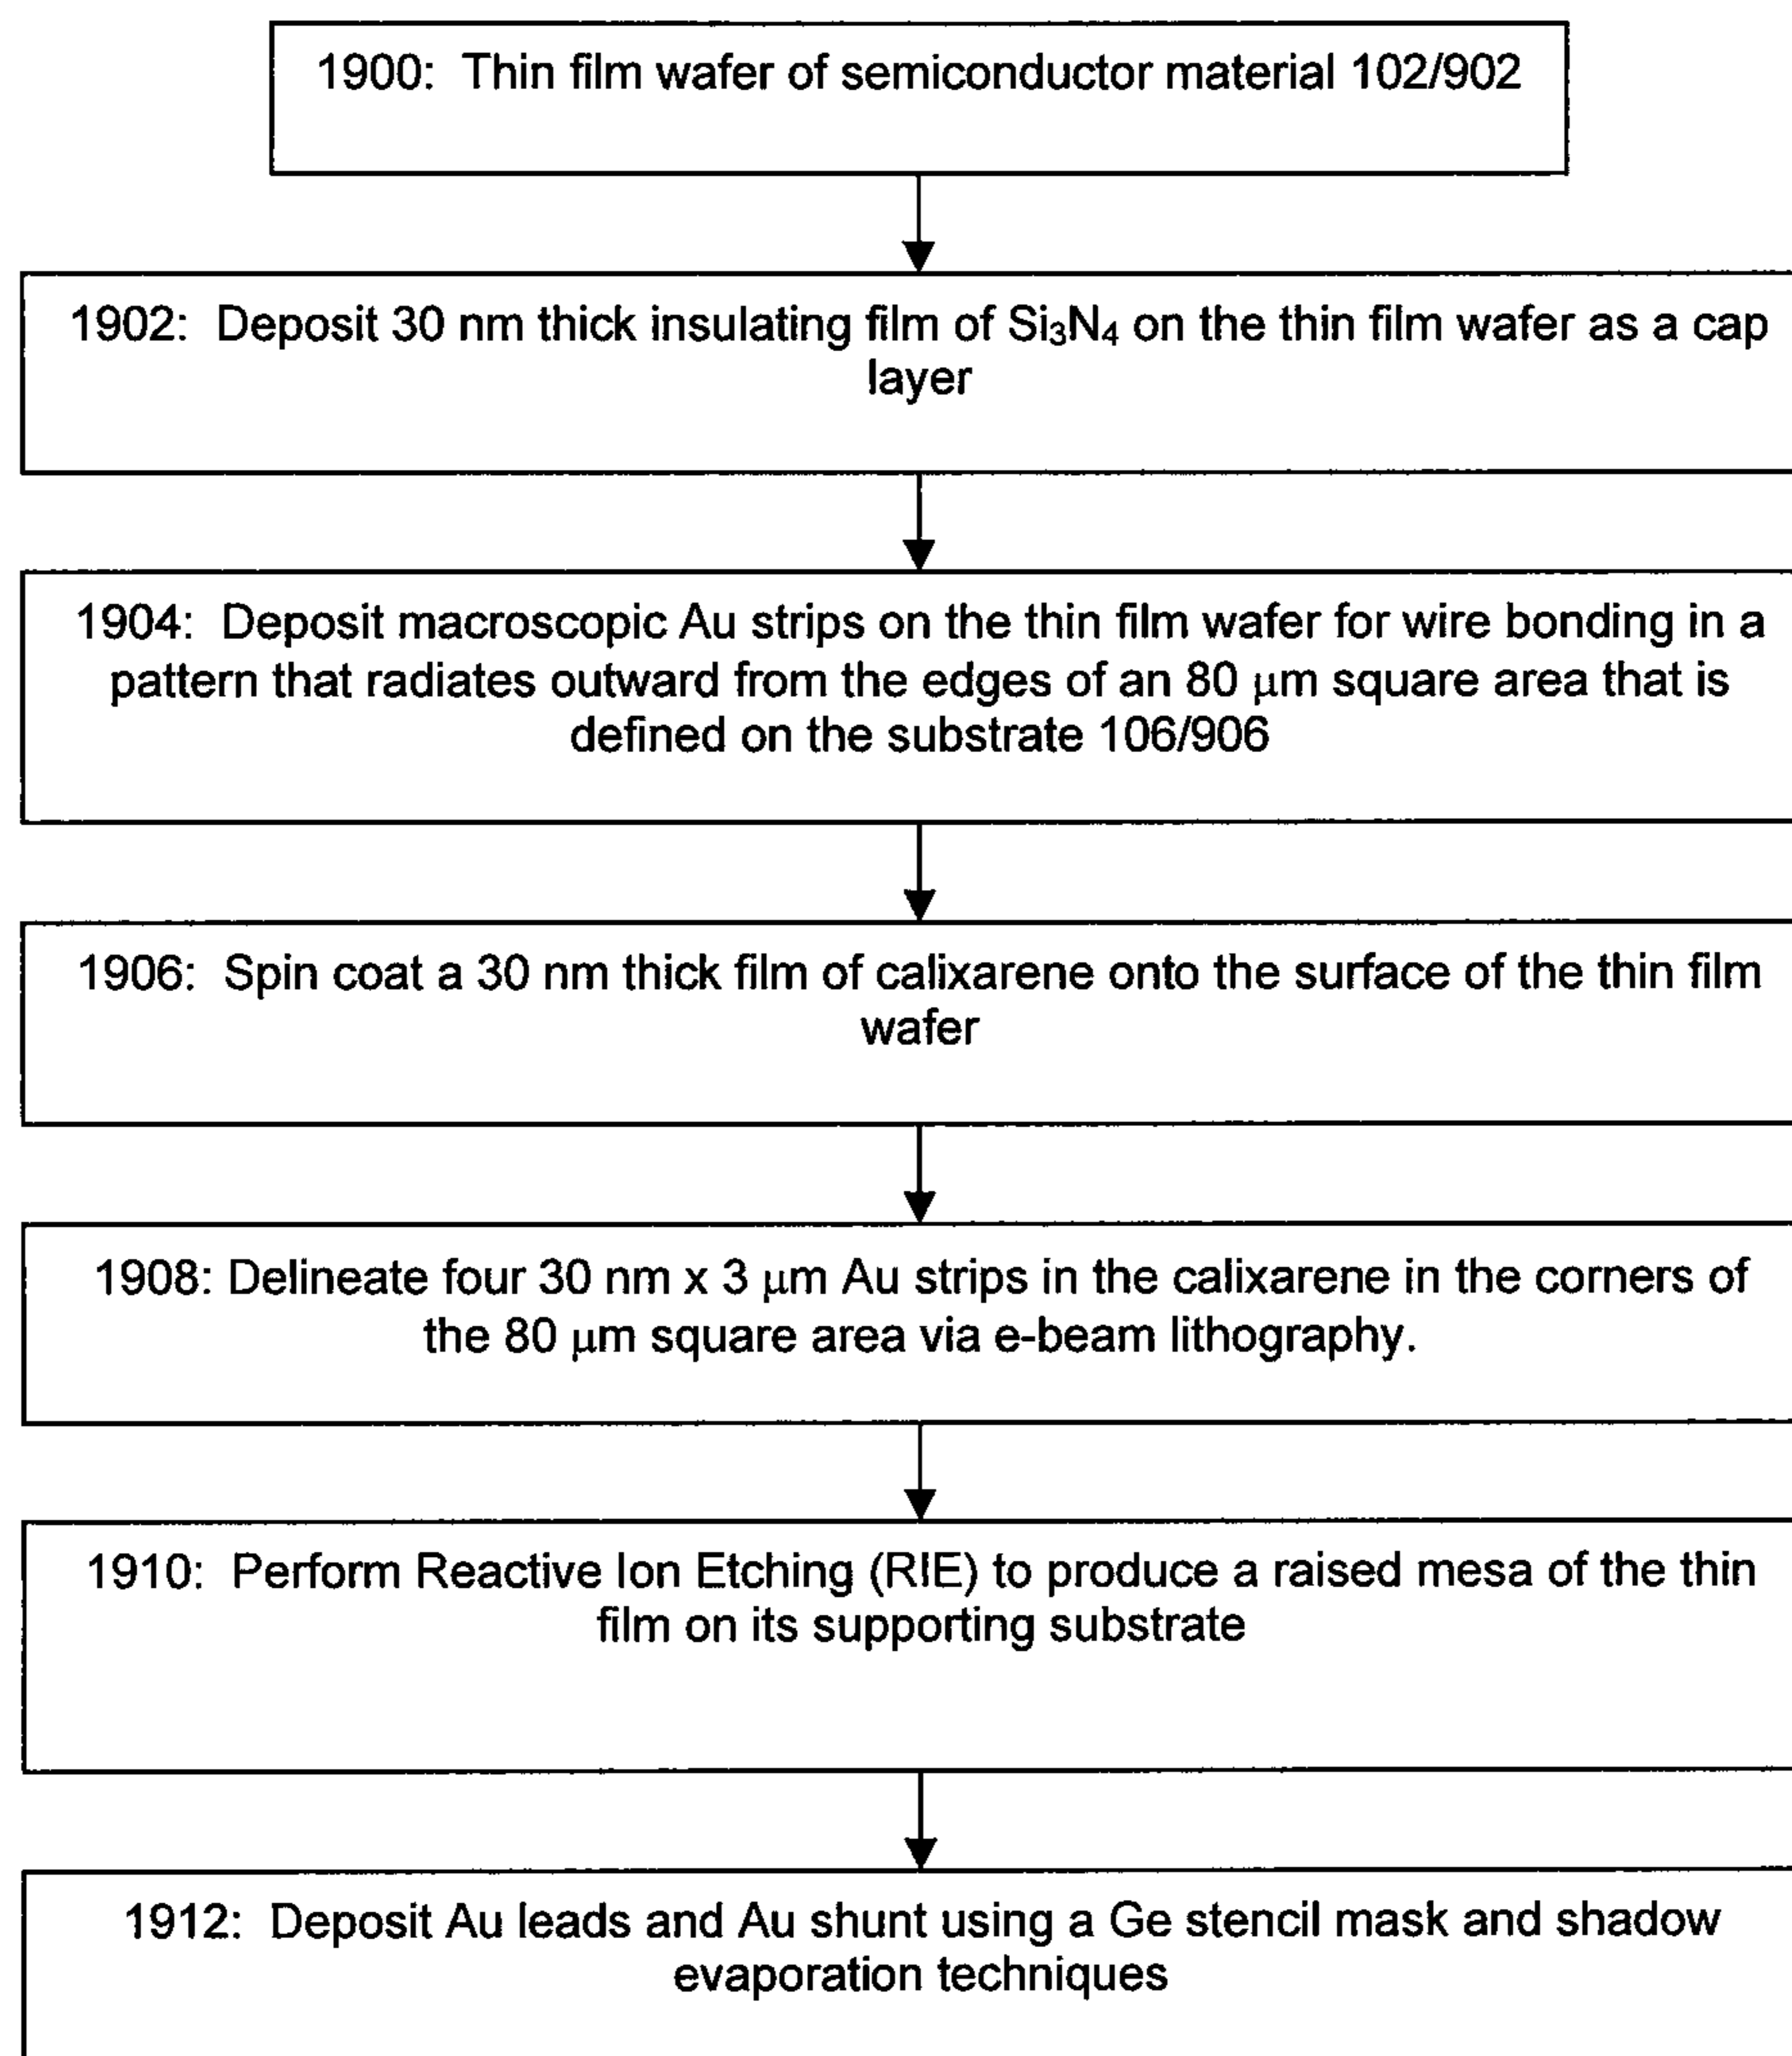 1900: Thin film wafer of semiconductor material 102/902
1902: Deposit 30 nm thick insulating film of Si₃N₄ on the thin film wafer as a cap
layer
1904: Deposit macroscopic Au strips on the thin film wafer for wire bonding in a
pattern that radiates outward from the edges of an 80 μm square area that is
defined on the substrate 106/906
1906: Spin coat a 30 nm thick film of calixarene onto the surface of the thin film
wafer
1908: Delineate four 30 nm x 3 μm Au strips in the calixarene in the corners of
the 80 μm square area via e-beam lithography.
1910: Perform Reactive Ion Etching (RIE) to produce a raised mesa of the thin
film on its supporting substrate
1912: Deposit Au leads and Au shunt using a Ge stencil mask and shadow
evaporation techniques